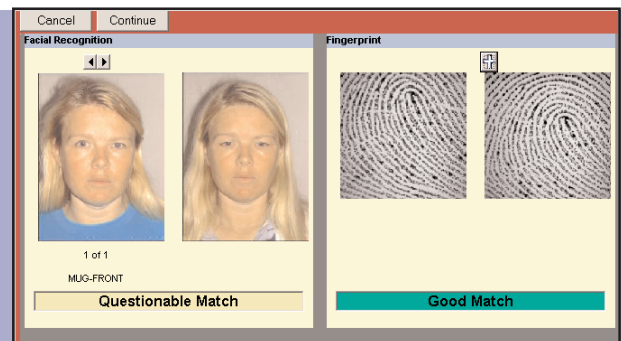 Cancel Continue
Facial Recognition
Fingerprint
1 of 1
MUG-FRONT
Questionable Match
Good Match